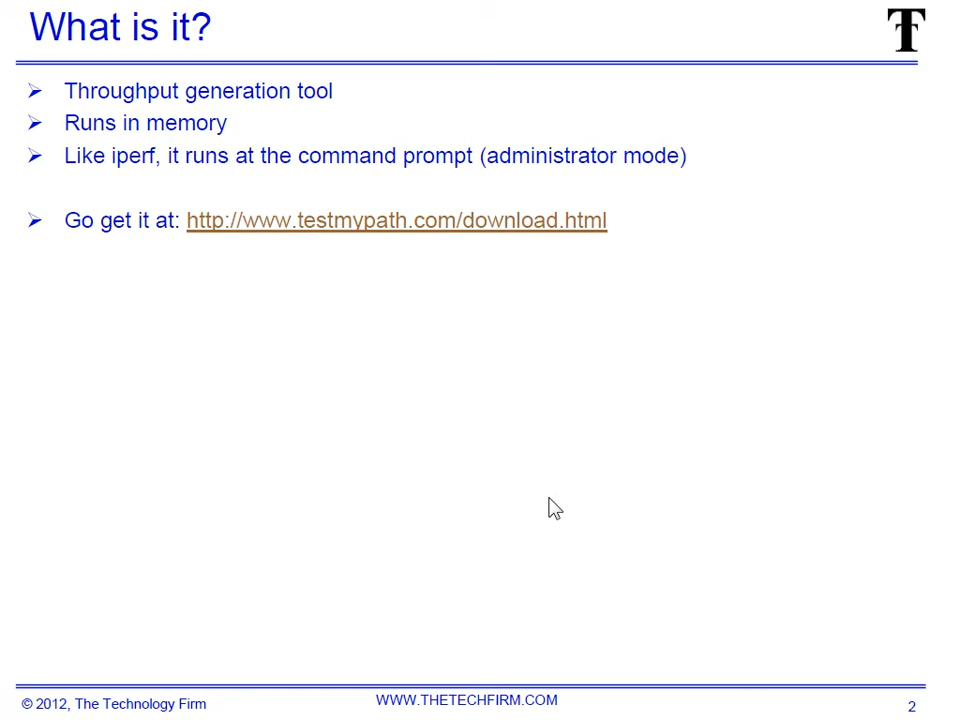 What is it?
Throughput generation tool
Runs in memory
Like iperf, it runs at the command prompt (administrator mode)
Go get it at: http://www.testmypath.com/download.html
© 2012, The Technology Firm
WWW.THETECHFIRM.COM
2